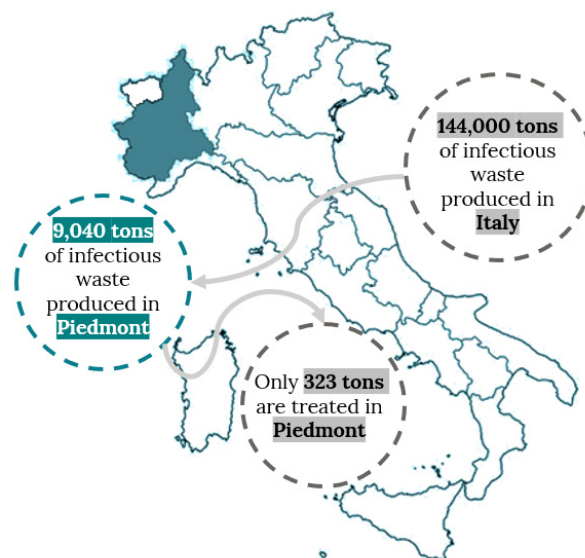 144,000 tons
of infectious
waste
produced in
Italy
9,040 tons
of infectious
waste
produced in
Piedmont
Only 323 tons
are treated in
Piedmont